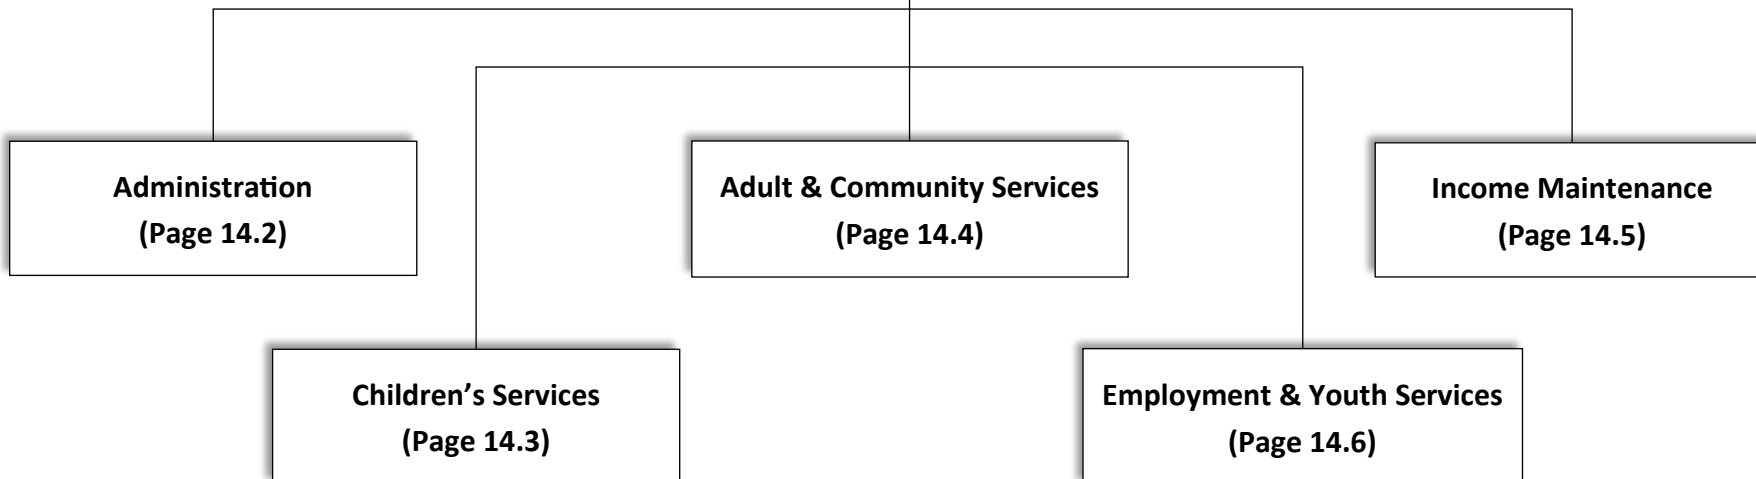 Administration
(Page 14.2)
Adult & Community Services
(Page 14.4)
Income Maintenance
(Page 14.5)
Children’s Services
(Page 14.3)
Employment & Youth Services
(Page 14.6)